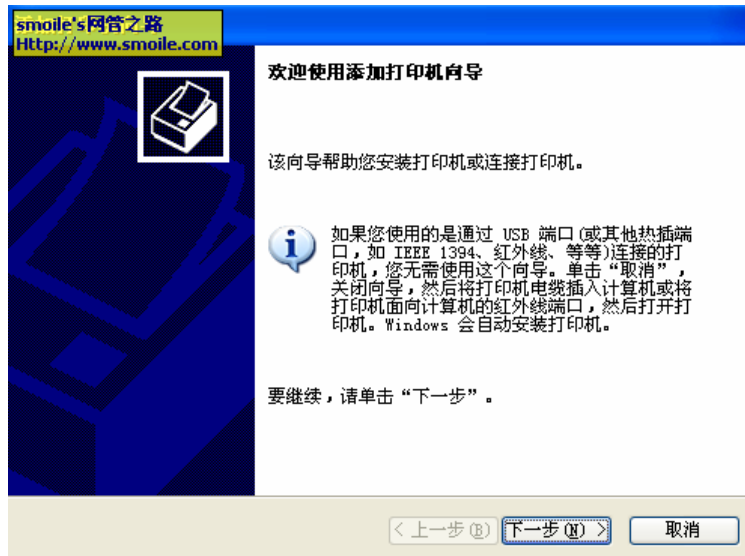 smoile's网管之路
Http://www.smoile.com
欢迎使用添加打印机向导
该向导帮助您安装打印机或连接打印机。
如果您使用的是通过 USB 端口(或其他热插端
口，如 IEEE 1394、红外线、等等)连接的打
印机，您无需使用这个向导。单击“取消”，
关闭向导，然后将打印机电缆插入计算机或将
打印机面向计算机的红外线端口，然后打开打
印机。Windows 会自动安装打印机。
要继续，请单击“下一步”。
< 上一步(B) 下一步(N) > 取消